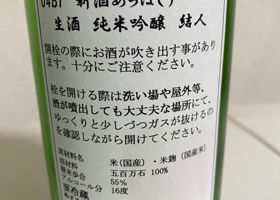 04BY 新酒あらばしり
生酒 純米吟醸 結人
開栓の際にお酒が吹き出す事があり
ます。十分にご注意ください。
栓を開ける際は洗い場や屋外等、
酒が噴出しても大丈夫な場所にて、
ゆっくりと少しづつガスが抜けるの
を確認しながら開けてください。
原材料名 米(国産)・米麹(国産米)
原料米 五百万石 100%
精米歩合 55%
アルコール分 16度
要冷蔵